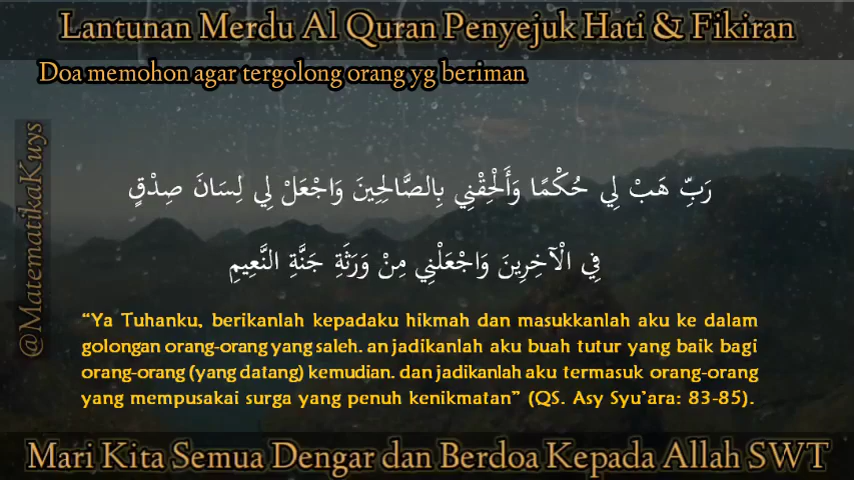 Lantunan Merdu Al Quran Penyejuk Hati & Fikiran
Doa memohon agar tergolong orang yg beriman
@MatematikaKuys
رَبِّ هَبْ لِي حُكْمًا وَأَلْحِقْنِي بِالصَّالِحِينَ وَاجْعَلْ لِي لِسَانَ صِدْقٍ
فِي الْآخِرِينَ وَاجْعَلْنِي مِنْ وَرَثَةِ جَنَّةِ النَّعِيمِ
“Ya Tuhanku, berikanlah kepadaku hikmah dan masukkanlah aku ke dalam
golongan orang-orang yang saleh. an jadikanlah aku buah tutur yang baik bagi
orang-orang (yang datang) kemudian. dan jadikanlah aku termasuk orang-orang
yang mempusakai surga yang penuh kenikmatan” (QS. Asy Syu’ara: 83-85).
Mari Kita Semua Dengar dan Berdoa Kepada Allah SWT